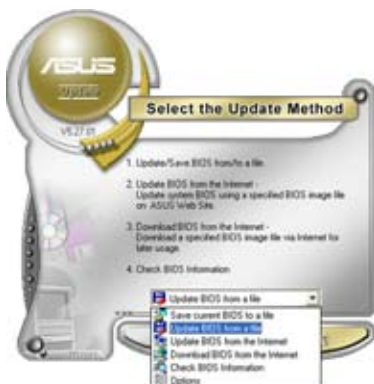 ASUS
Update
V5.27.01
Select the Update Method
1. Update/Save BIOS from/to a file.
2. Update BIOS from the Internet -
Update system BIOS using a specified BIOS image file
on ASUS Web Site.
3. Download BIOS from the Internet -
Download a specified BIOS image file via Internet for
later usage.
4. Check BIOS Information
Update BIOS from a file
Save current BIOS to a file
Update BIOS from a file
Update BIOS from the Internet
Download BIOS from the Internet
Check BIOS Information
Options